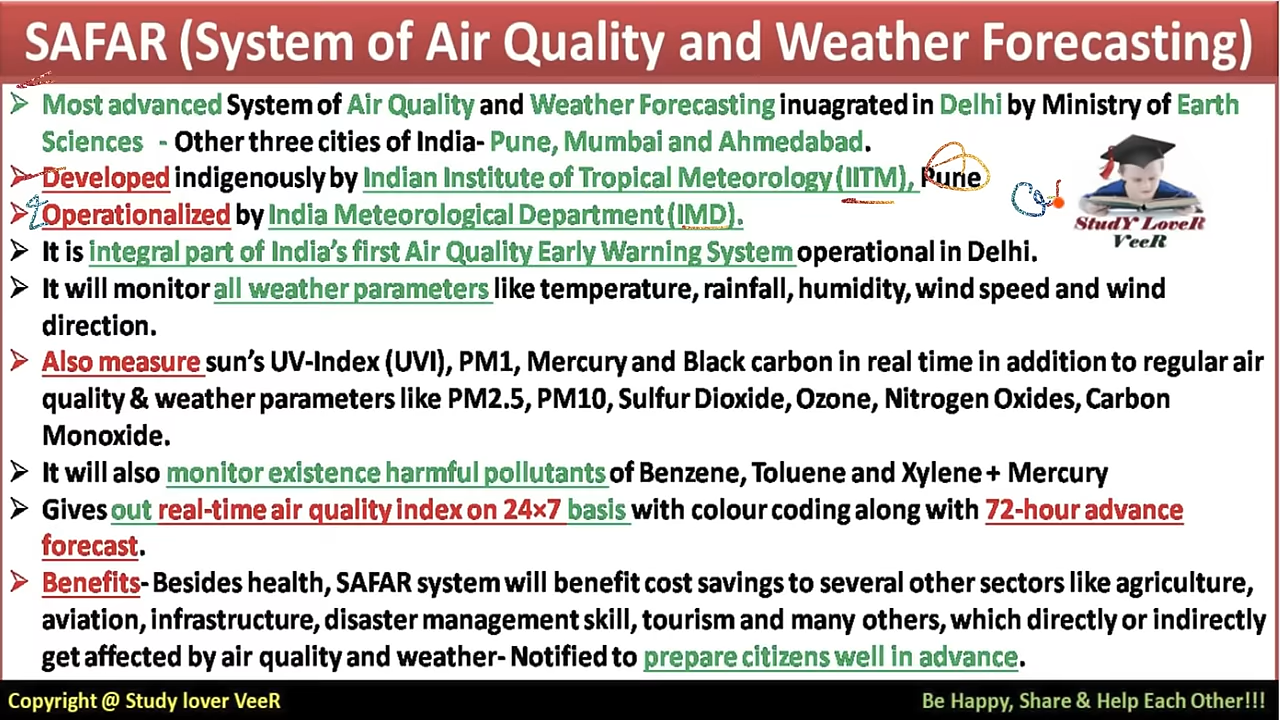 SAFAR (System of Air Quality and Weather Forecasting)
Most advanced System of Air Quality and Weather Forecasting inuagrated in Delhi by Ministry of Earth
Sciences - Other three cities of India- Pune, Mumbai and Ahmedabad.
Developed indigenously by Indian Institute of Tropical Meteorology (IITM), Pune
Operationalized by India Meteorological Department (IMD).
StudY LoveR
VeeR
It is integral part of India's first Air Quality Early Warning System operational in Delhi.
It will monitor all weather parameters like temperature, rainfall, humidity, wind speed and wind
direction.
Also measure sun's UV-Index (UVI), PM1, Mercury and Black carbon in real time in addition to regular air
quality & weather parameters like PM2.5, PM10, Sulfur Dioxide, Ozone, Nitrogen Oxides, Carbon
Monoxide.
It will also monitor existence harmful pollutants of Benzene, Toluene and Xylene + Mercury
Gives out real-time air quality index on 24×7 basis with colour coding along with 72-hour advance
forecast.
Benefits- Besides health, SAFAR system will benefit cost savings to several other sectors like agriculture,
aviation, infrastructure, disaster management skill, tourism and many others, which directly or indirectly
get affected by air quality and weather- Notified to prepare citizens well in advance.
Copyright @ Study lover VeeR
Be Happy, Share & Help Each Other!!!